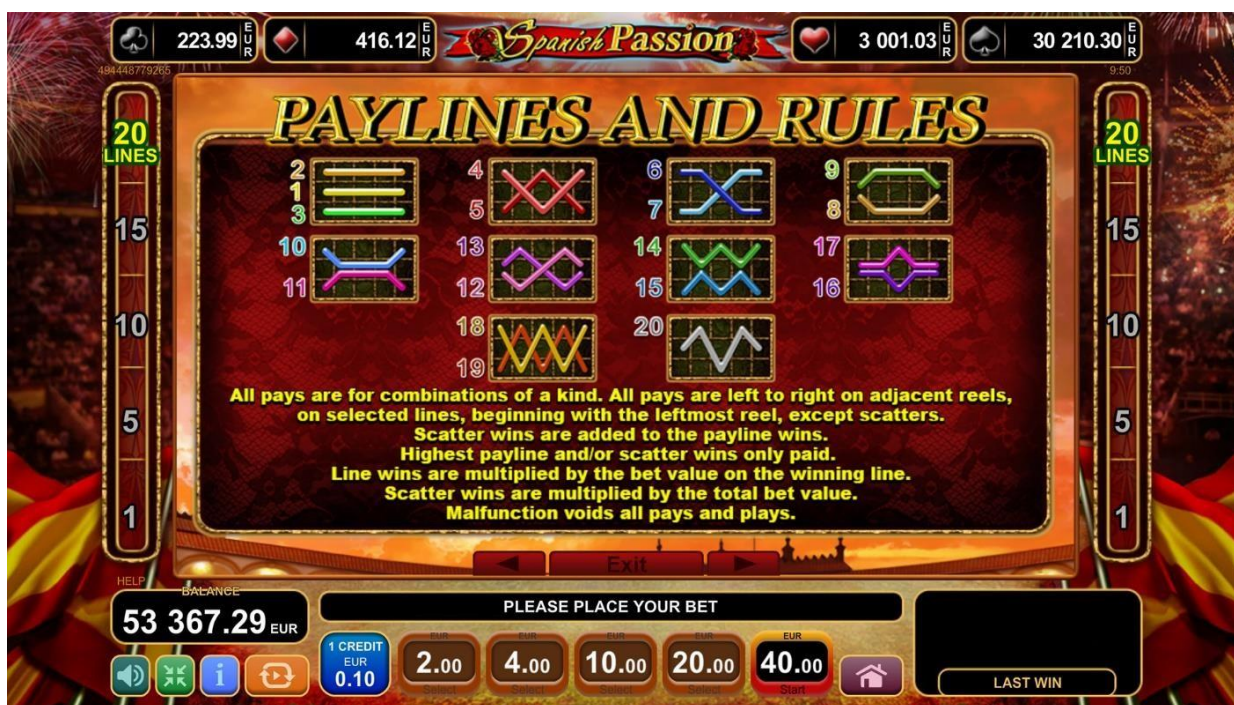 223.99 EUR
416.12 EUR
Spanish Passion
3 001.03 EUR
30 210.30 EUR
484448779265
9:50
PAYLINES AND RULES
20
LINES
15
10
5
1
20
LINES
15
10
5
1
2
1
3
4
5
6
7
9
8
10
11
13
12
14
15
17
16
18
19
20
All pays are for combinations of a kind. All pays are left to right on adjacent reels,
on selected lines, beginning with the leftmost reel, except scatters.
Scatter wins are added to the payline wins.
Highest payline and/or scatter wins only paid.
Line wins are multiplied by the bet value on the winning line.
Scatter wins are multiplied by the total bet value.
Malfunction voids all pays and plays.
Exit
HELP
BALANCE
53 367.29 EUR
PLEASE PLACE YOUR BET
1 CREDIT
EUR
0.10
EUR
2.00
Select
EUR
4.00
Select
EUR
10.00
Select
EUR
20.00
Select
EUR
40.00
Start
i
LAST WIN